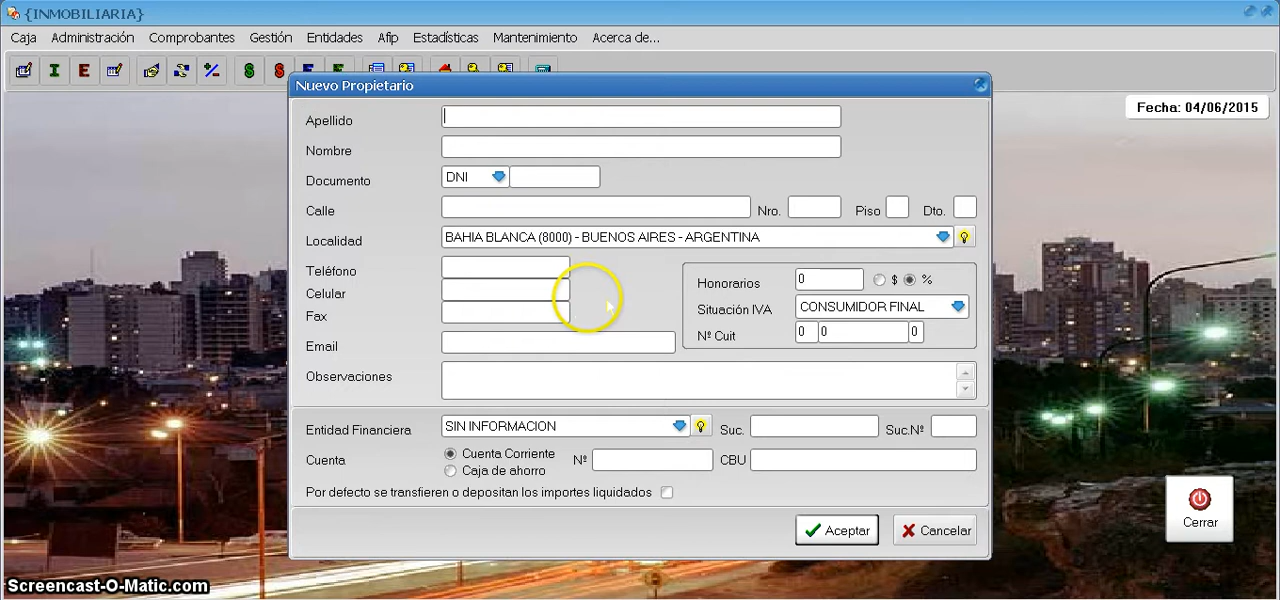 {INMOBILIARIA}
Caja Administración Comprobantes Gestión Entidades Afip Estadísticas Mantenimiento Acerca de...
I E S S
Nuevo Propietario
Fecha: 04/06/2015
Apellido
Nombre
Documento DNI
Calle Nro. Piso Dto.
Localidad BAHIA BLANCA (8000) - BUENOS AIRES - ARGENTINA
Teléfono
Honorarios 0 $ %
Celular
Situación IVA CONSUMIDOR FINAL
Fax
Nº Cuit 0 0 0
Email
Observaciones
Entidad Financiera SIN INFORMACION Suc. Suc.Nº
Cuenta Cuenta Corriente Nº CBU
Caja de ahorro
Por defecto se transfieren o depositan los importes liquidados
Aceptar Cancelar
Cerrar
Screencast-O-Matic.com